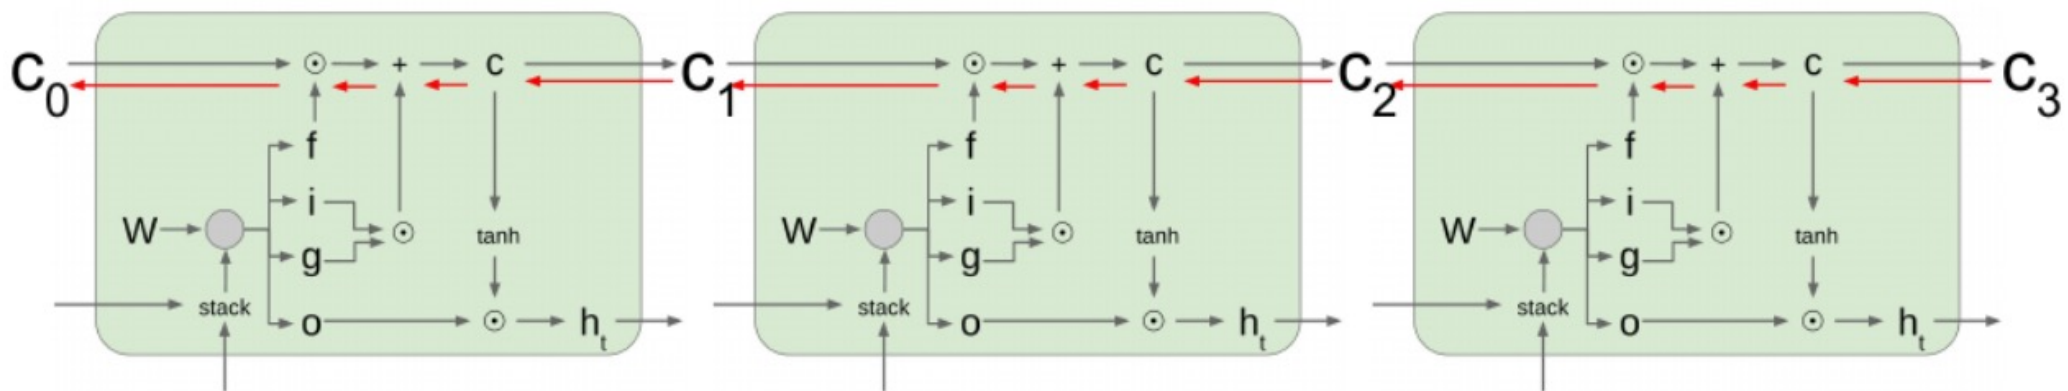 C0 ⊙ + c C1 ⊙ + c C2 ⊙ + c C3
f f f
i i i
W ⊙ tanh W ⊙ tanh W ⊙ tanh
g g g
stack stack stack
o ⊙ ht o ⊙ ht o ⊙ ht